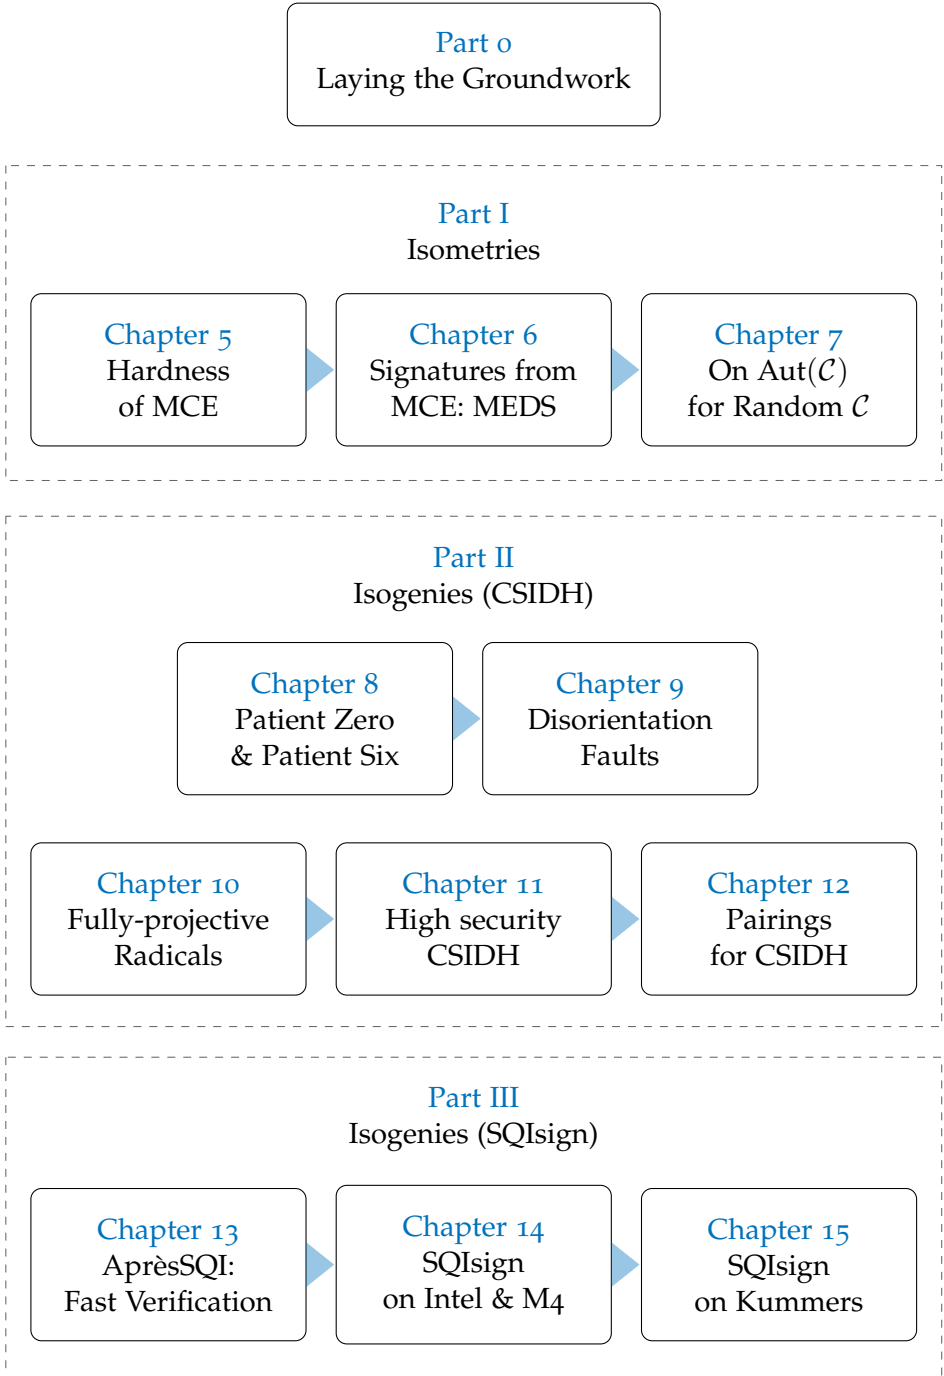 Part 0
Laying the Groundwork
Part I
Isometries
Chapter 5
Hardness
of MCE
Chapter 6
Signatures from
MCE: MEDS
Chapter 7
On Aut(𝒞)
for Random 𝒞
Part II
Isogenies (CSIDH)
Chapter 8
Patient Zero
& Patient Six
Chapter 9
Disorientation
Faults
Chapter 10
Fully-projective
Radicals
Chapter 11
High security
CSIDH
Chapter 12
Pairings
for CSIDH
Part III
Isogenies (SQIsign)
Chapter 13
AprèsSQI:
Fast Verification
Chapter 14
SQIsign
on Intel & M4
Chapter 15
SQIsign
on Kummers